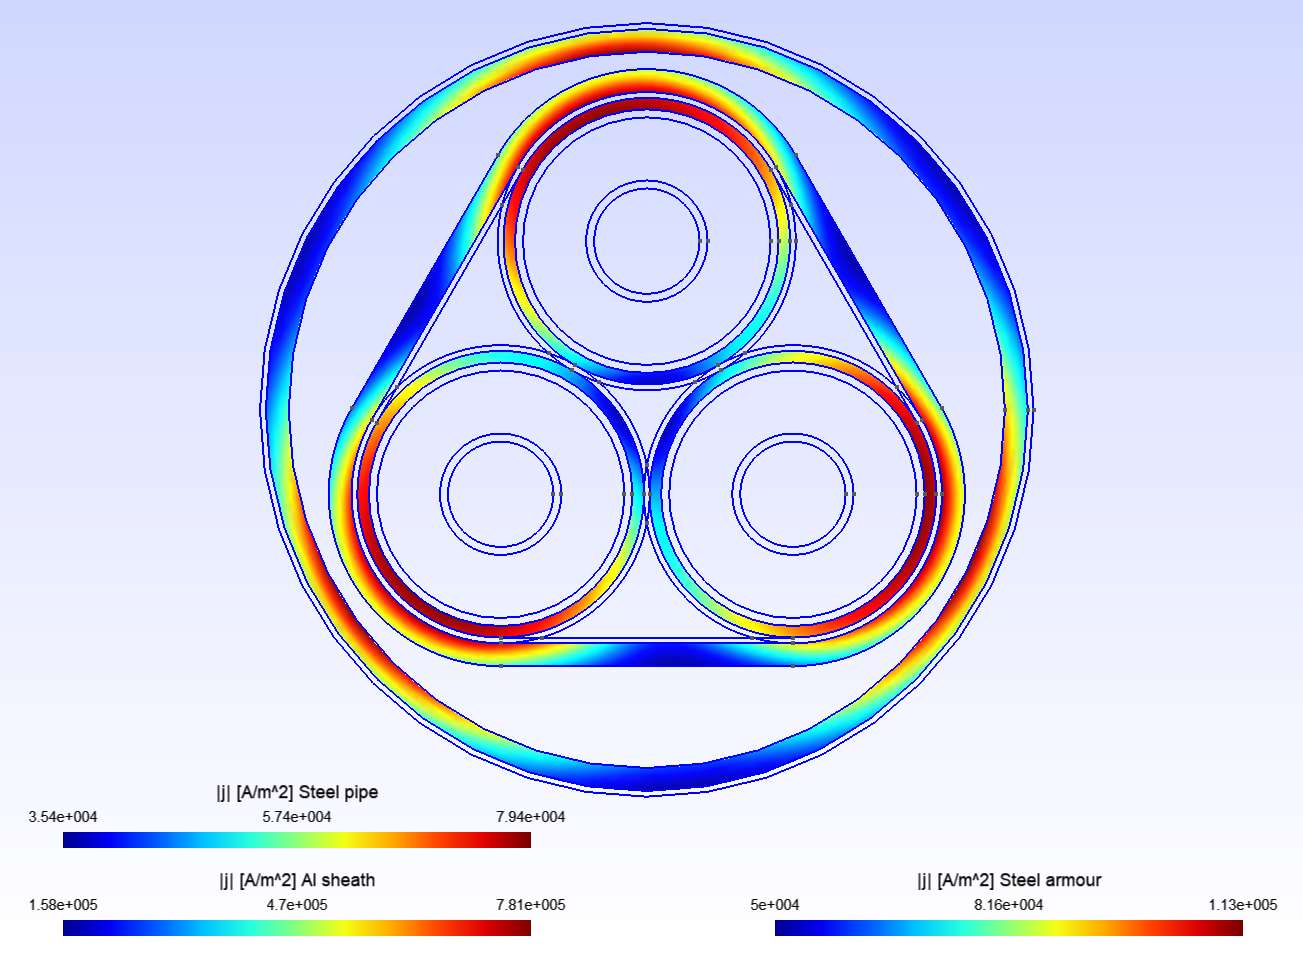 |j| [A/m^2] Steel pipe
3.54e+004 5.74e+004 7.94e+004
|j| [A/m^2] Al sheath
1.58e+005 4.7e+005 7.81e+005
|j| [A/m^2] Steel armour
5e+004 8.16e+004 1.13e+005